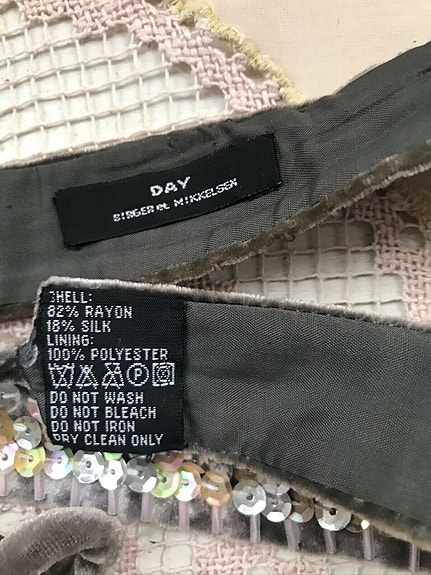 DAY
BIRGER et MIKKELSEN
SHELL:
82% RAYON
18% SILK
LINING:
100% POLYESTER
P
DO NOT WASH
DO NOT BLEACH
DO NOT IRON
DRY CLEAN ONLY